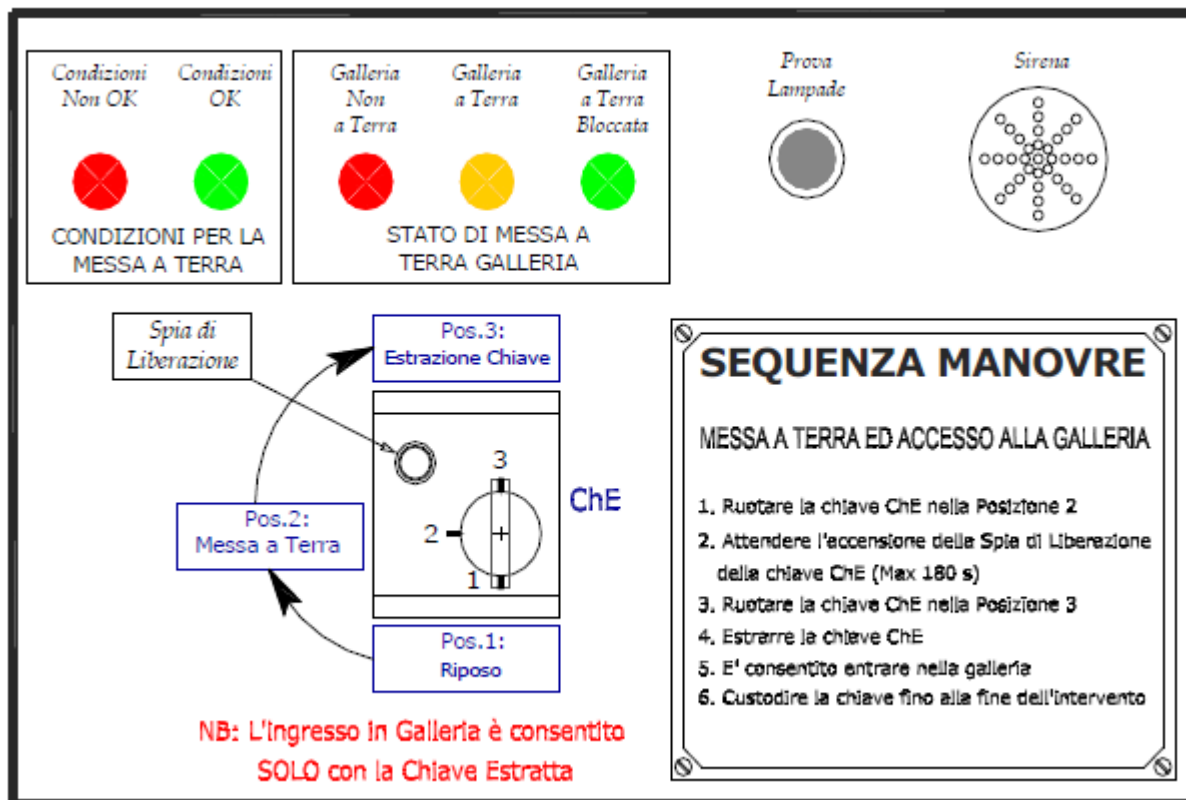 Condizioni
Non OK
Condizioni
OK
CONDIZIONI PER LA
MESSA A TERRA
Galleria
Non
a Terra
Galleria
a Terra
Galleria
a Terra
Bloccata
STATO DI MESSA A
TERRA GALLERIA
Prova
Lampade
Sirena
Spia di
Liberazione
Pos.3:
Estrazione Chiave
3
ChE
2
1
Pos.2:
Messa a Terra
Pos.1:
Riposo
NB: L'ingresso in Galleria è consentito
SOLO con la Chiave Estratta
SEQUENZA MANOVRE
MESSA A TERRA ED ACCESSO ALLA GALLERIA
1. Ruotare la chiave ChE nella Posizione 2
2. Attendere l'accensione della Spia di Liberazione
della chiave ChE (Max 180 s)
3. Ruotare la chiave ChE nella Posizione 3
4. Estrarre la chiave ChE
5. E' consentito entrare nella galleria
6. Custodire la chiave fino alla fine dell'intervento